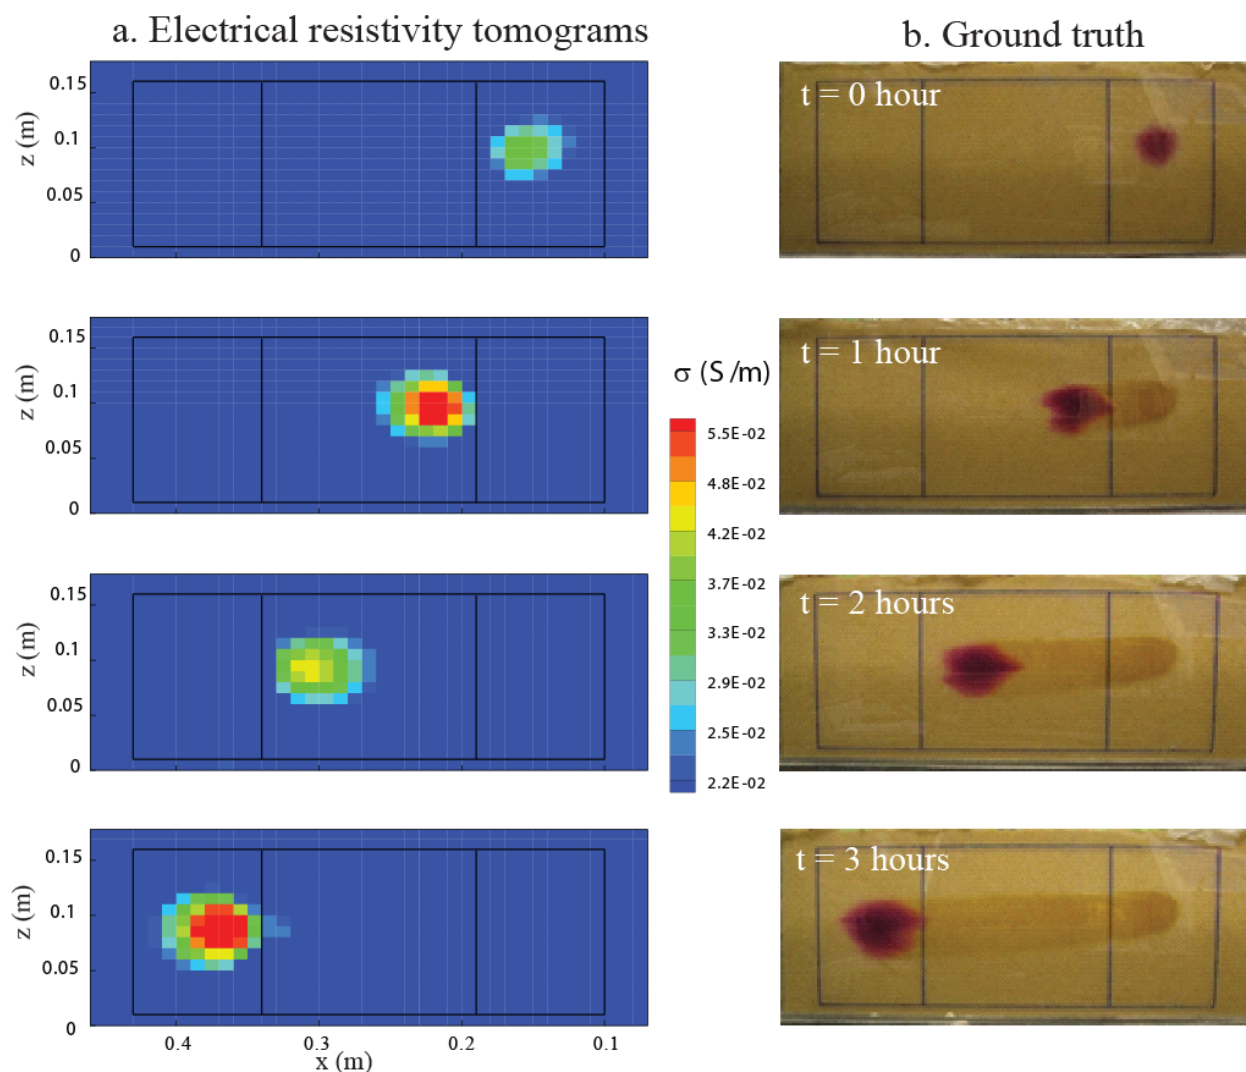 a. Electrical resistivity tomograms
b. Ground truth
0.15
0.1
0.05
0
z (m)
t = 0 hour
0.15
0.1
0.05
0
z (m)
t = 1 hour
σ (S /m)
5.5E-02
4.8E-02
4.2E-02
3.7E-02
3.3E-02
2.9E-02
2.5E-02
2.2E-02
0.15
0.1
0.05
0
z (m)
t = 2 hours
0.15
0.1
0.05
0
z (m)
t = 3 hours
0.4 0.3 0.2 0.1
x (m)